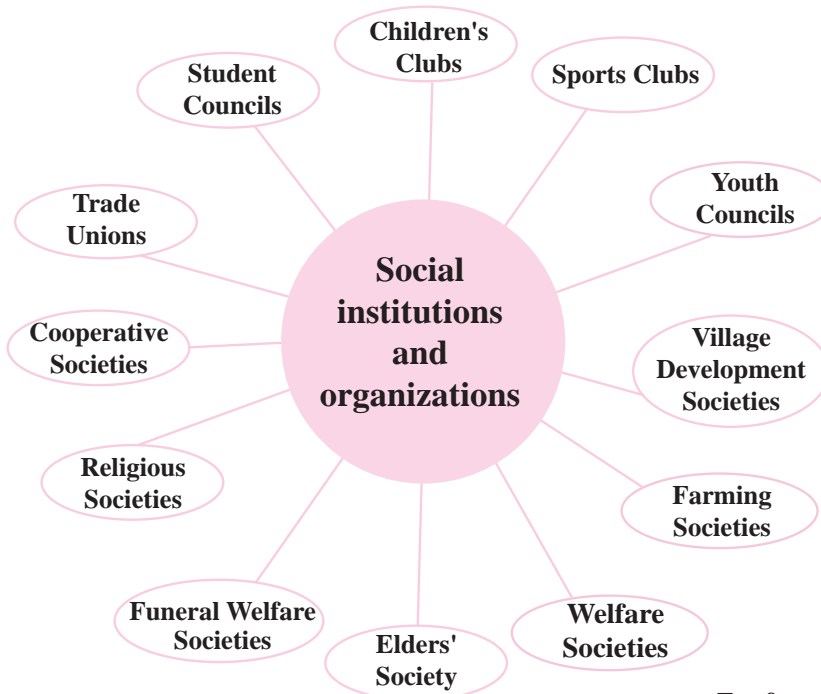 Children's
Clubs
Student
Councils
Sports Clubs
Trade
Unions
Youth
Councils
Social
institutions
and
organizations
Cooperative
Societies
Village
Development
Societies
Religious
Societies
Farming
Societies
Funeral Welfare
Societies
Elders'
Society
Welfare
Societies